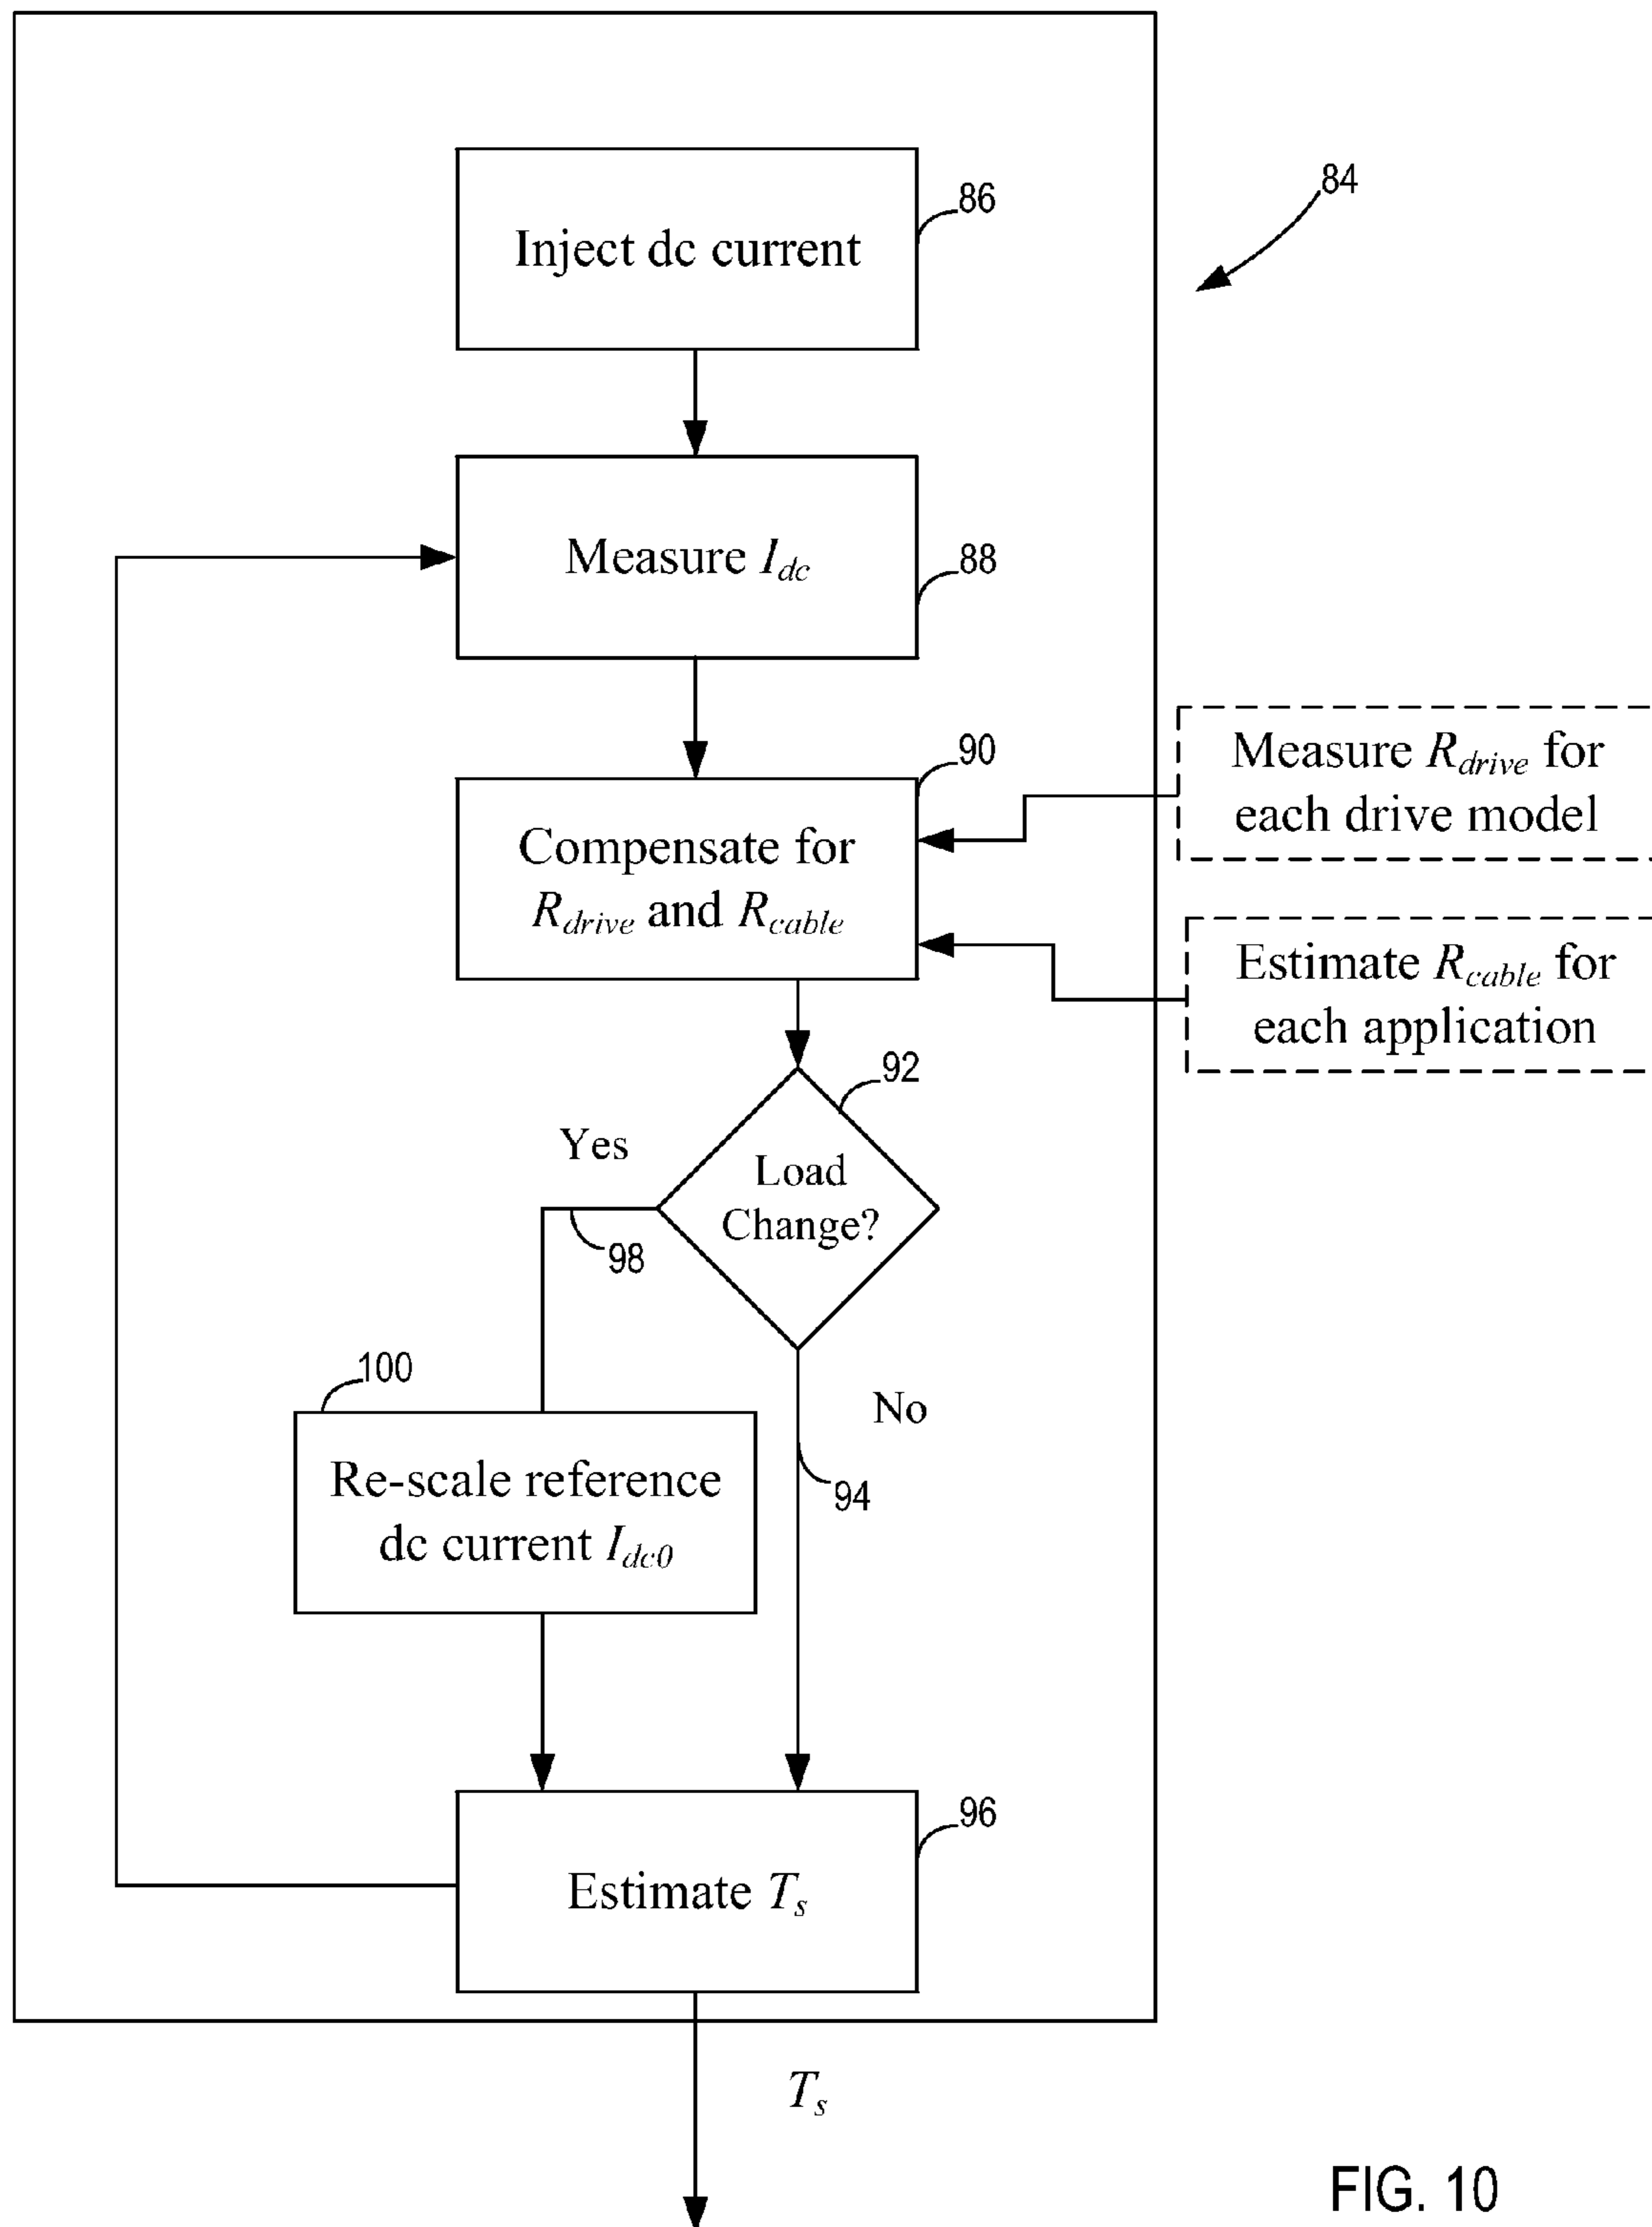 84
86
Inject dc current
88
Measure I_dc
90
Compensate for
R_drive and R_cable
Measure R_drive for
each drive model
Estimate R_cable for
each application
92
Yes
Load
Change?
98
100
No
94
Re-scale reference
dc current I_dc0
96
Estimate T_s
T_s
FIG. 10